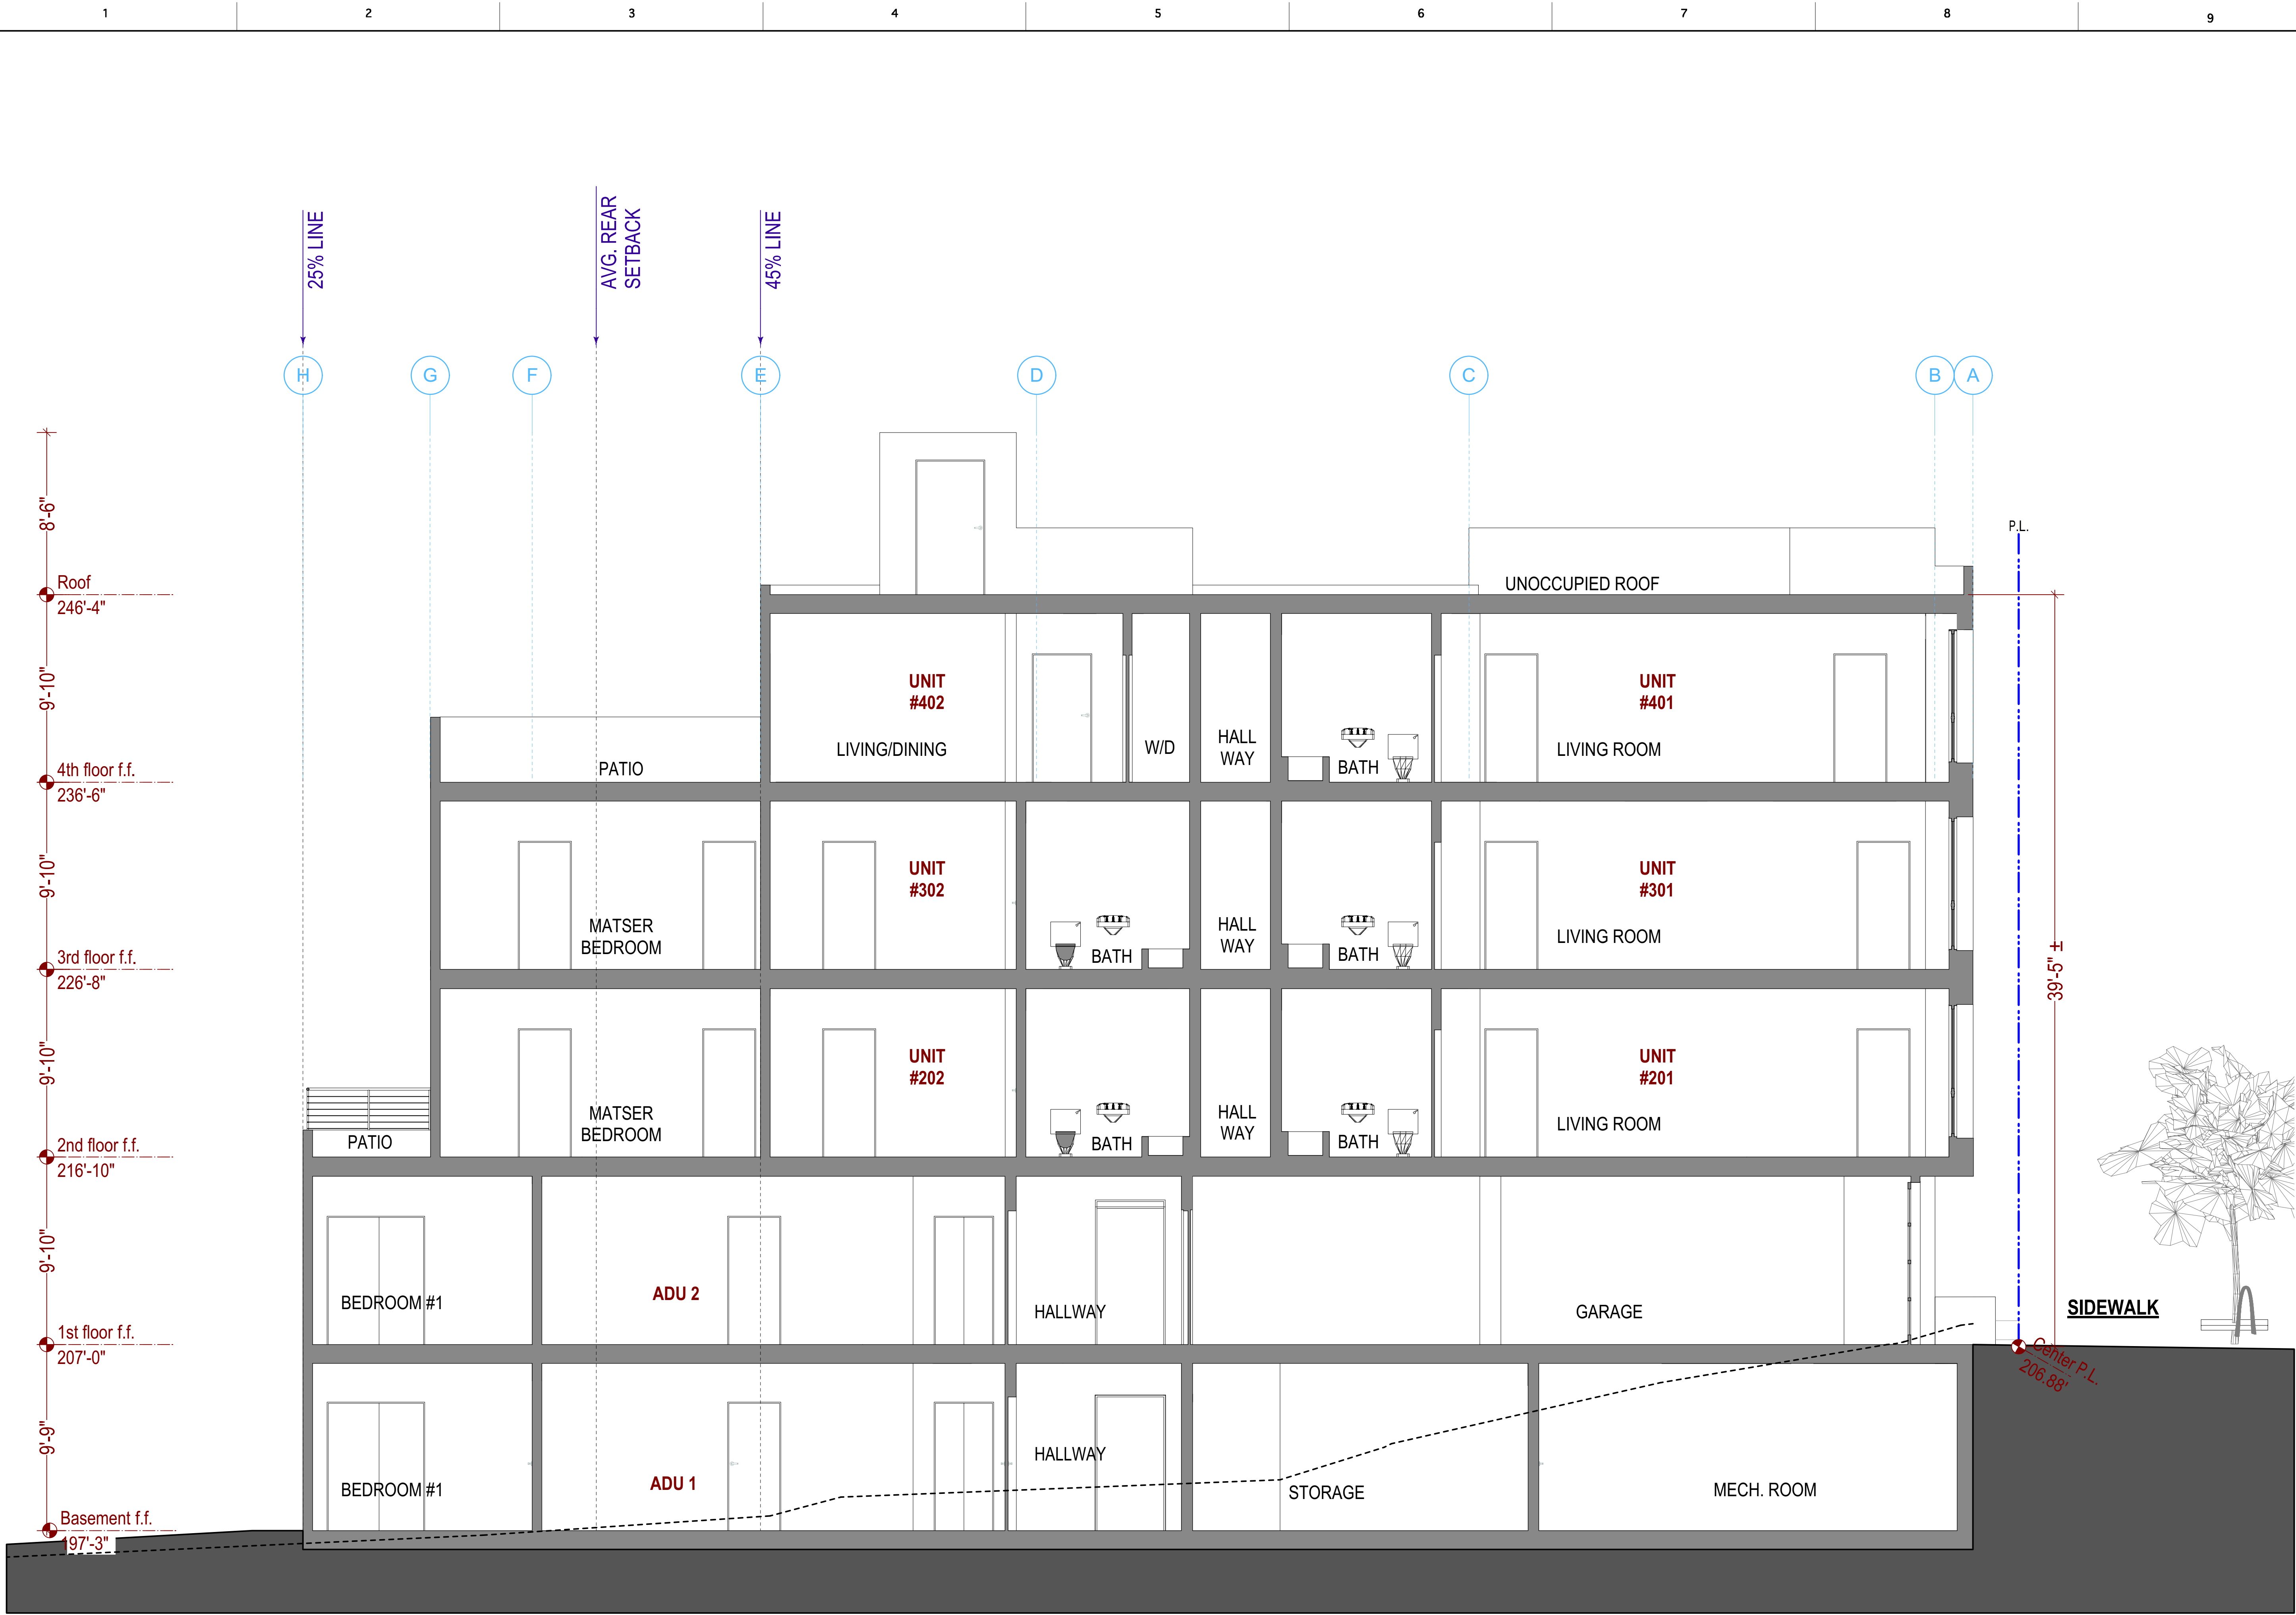 1 2 3 4 5 6 7 8 9
25% LINE
AVG. REAR
SETBACK
45% LINE
H G F E D C B A
8'-6"
P.L.
Roof
246'-4"
UNOCCUPIED ROOF
9'-10"
UNIT
#402
UNIT
#401
LIVING/DINING
W/D
HALL
WAY
BATH
LIVING ROOM
PATIO
4th floor f.f.
236'-6"
9'-10"
UNIT
#302
UNIT
#301
MATSER
BEDROOM
BATH
HALL
WAY
BATH
LIVING ROOM
39'-5" ±
3rd floor f.f.
226'-8"
9'-10"
UNIT
#202
UNIT
#201
MATSER
BEDROOM
BATH
HALL
WAY
BATH
LIVING ROOM
PATIO
2nd floor f.f.
216'-10"
9'-10"
BEDROOM #1
ADU 2
HALLWAY
GARAGE
SIDEWALK
1st floor f.f.
207'-0"
Center P.L.
206.88'
9'-9"
BEDROOM #1
ADU 1
HALLWAY
STORAGE
MECH. ROOM
Basement f.f.
197'-3"